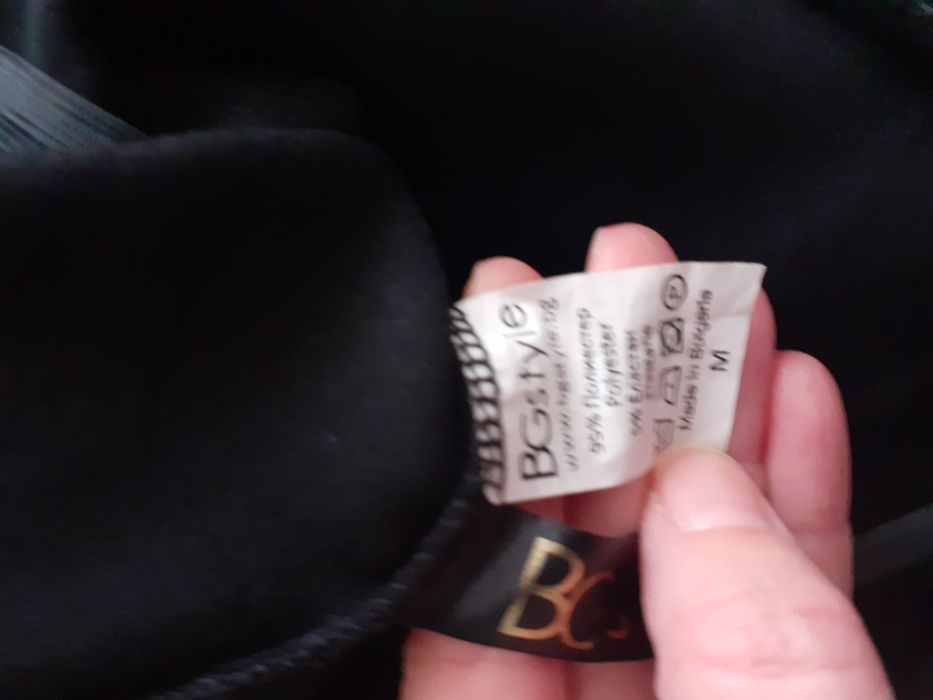 BGstyle
www.bgstyle.bg
95% Полиестер
Polyester
5% Еластан
Elastane
Made in Bulgaria
M
BG